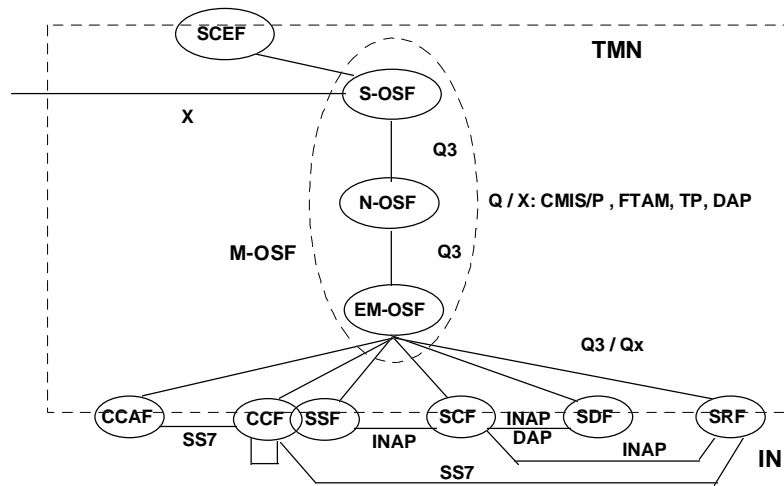 SCEF
TMN
S-OSF
X
Q3
N-OSF
Q / X: CMIS/P , FTAM, TP, DAP
M-OSF
Q3
EM-OSF
Q3 / Qx
CCAF
CCF
SSF
SCF
INAP
SDF
SRF
SS7
INAP
DAP
INAP
IN
SS7